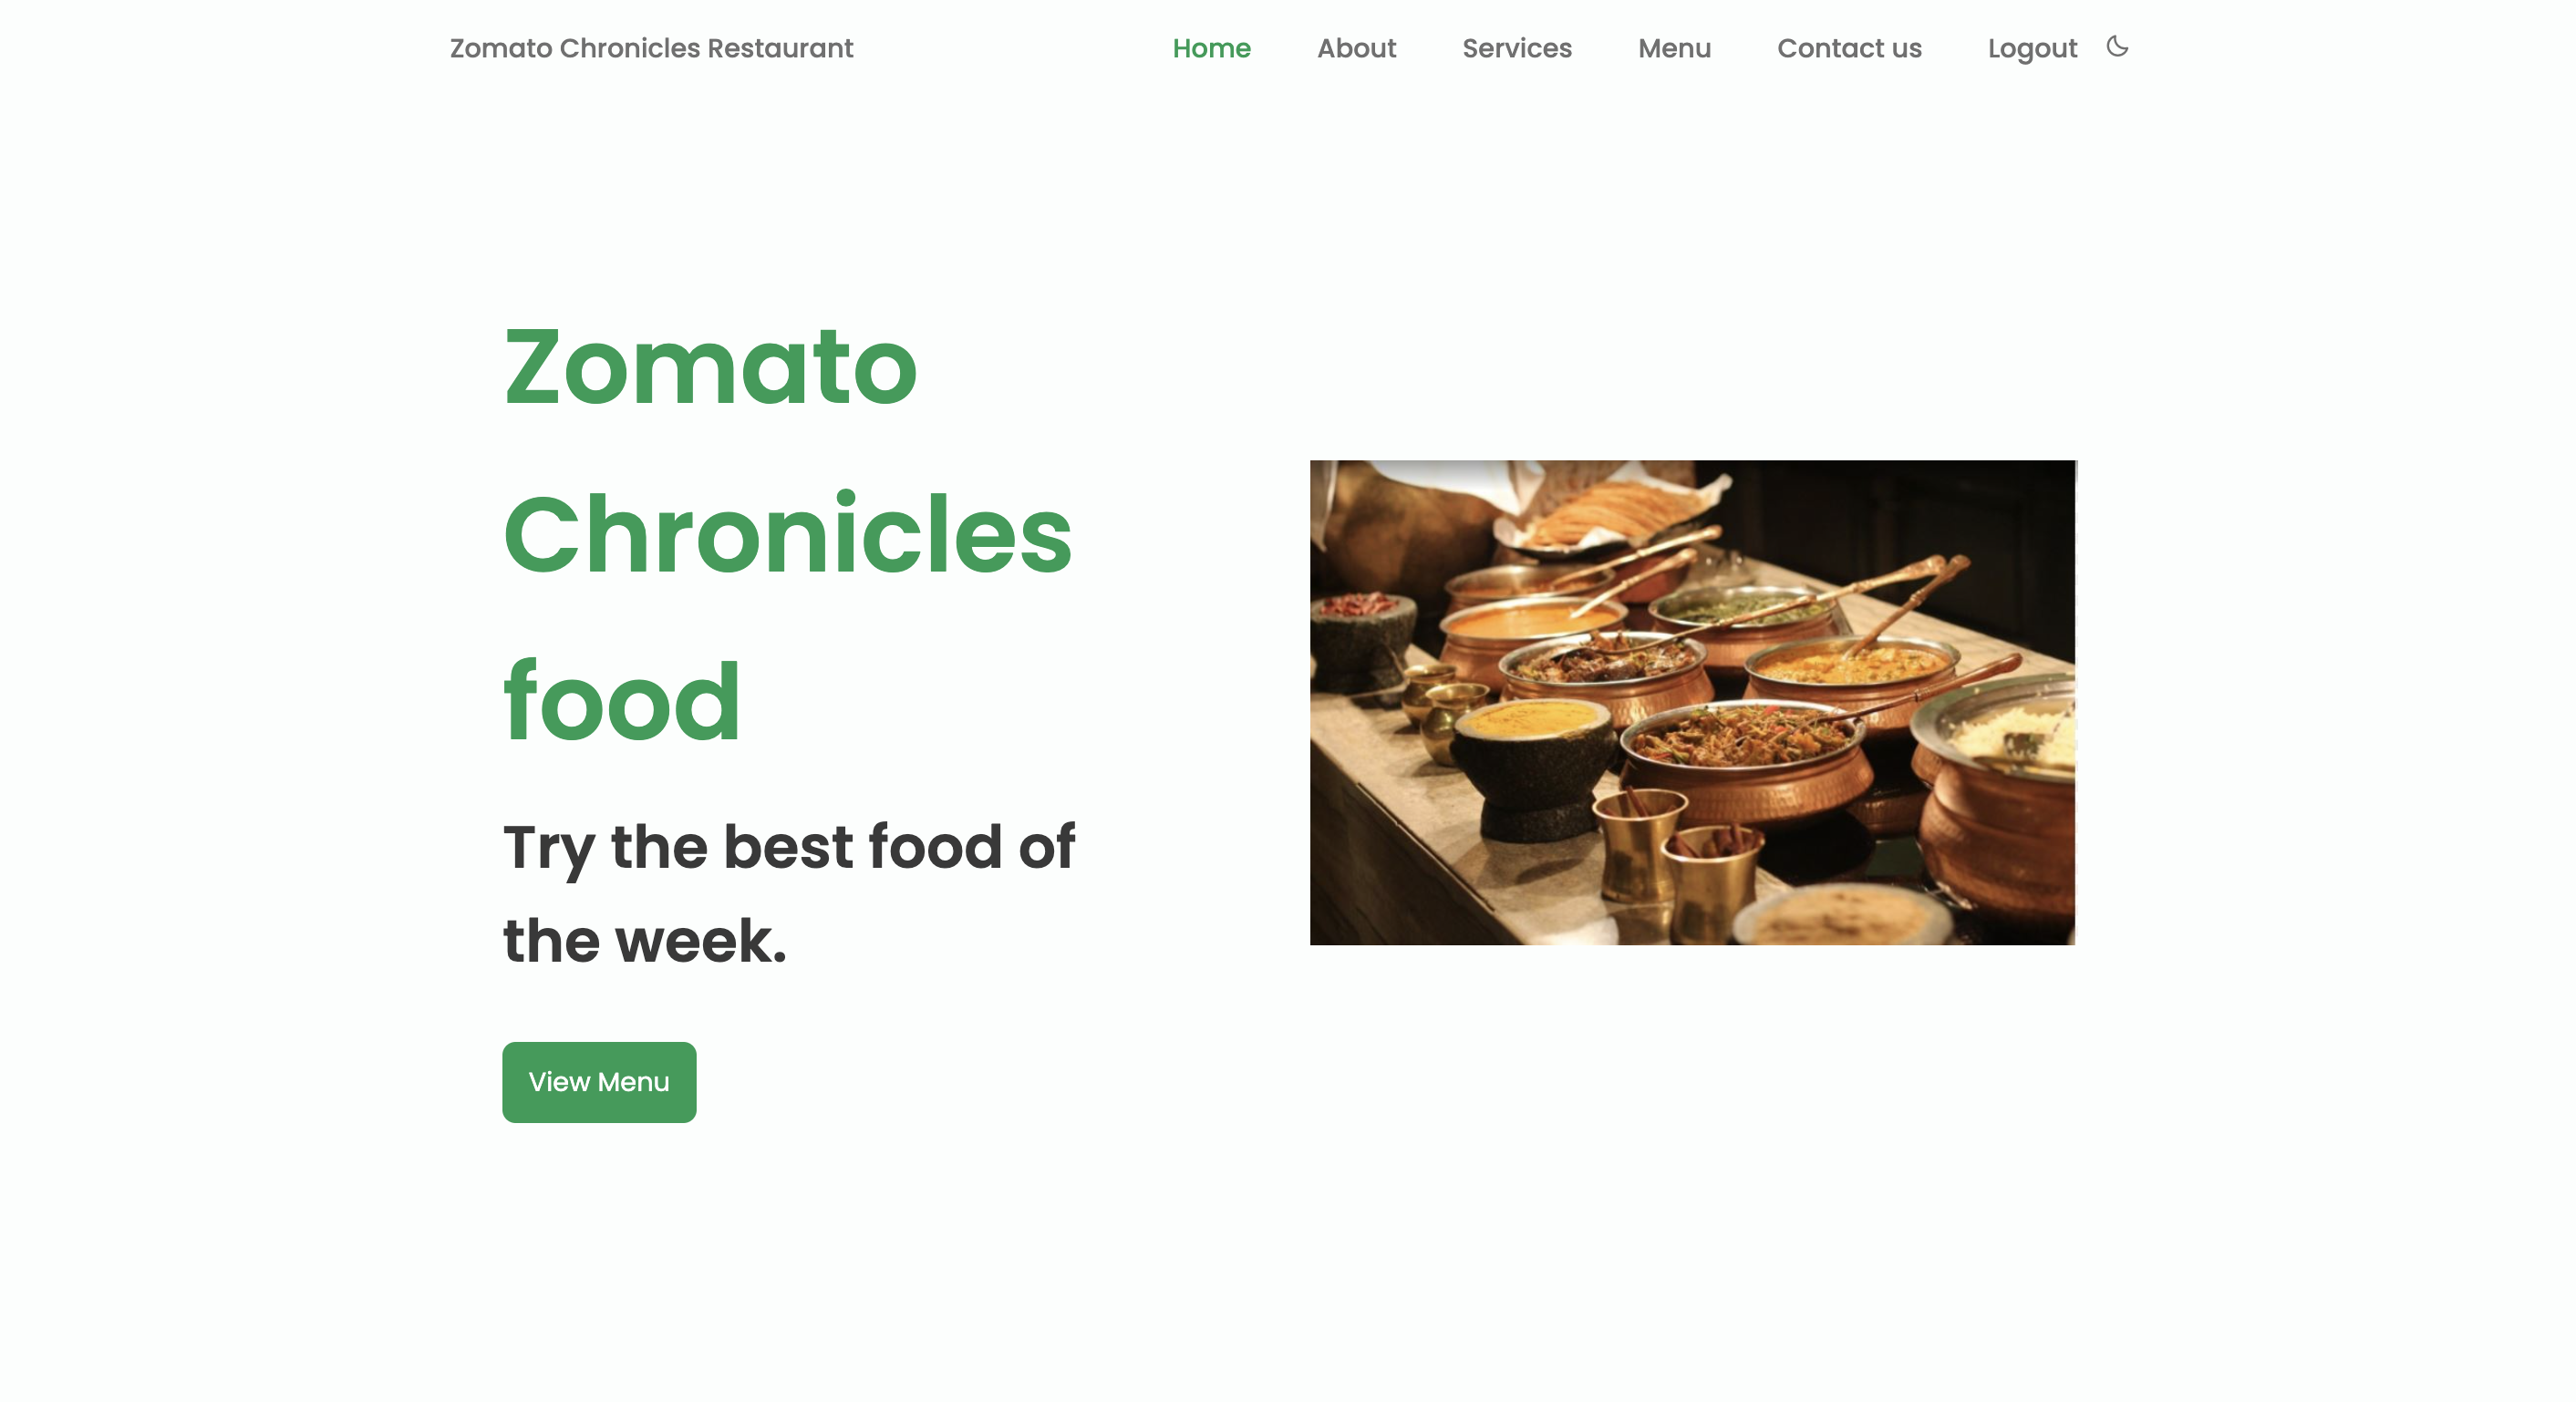 Zomato Chronicles Restaurant
Home About Services Menu Contact us Logout
Zomato
Chronicles
food
Try the best food of
the week.
View Menu